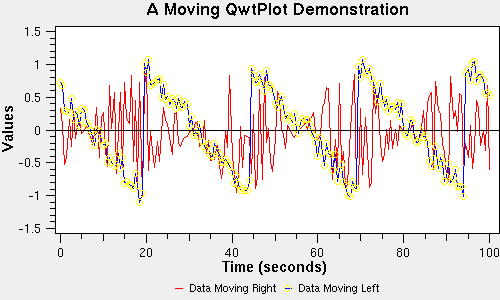 A Moving QwtPlot Demonstration
Values
1.5
1
0.5
0
-0.5
-1
-1.5
0 20 40 60 80 100
Time (seconds)
Data Moving Right Data Moving Left